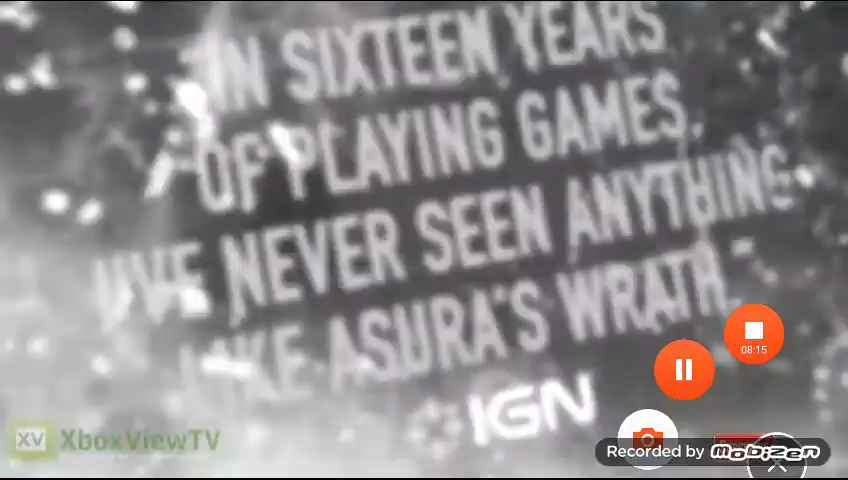 "IN SIXTEEN YEARS
OF PLAYING GAMES,
I'VE NEVER SEEN ANYTHING
LIKE ASURA'S WRATH."
IGN
08:15
XV XboxViewTV
Recorded by mobizen